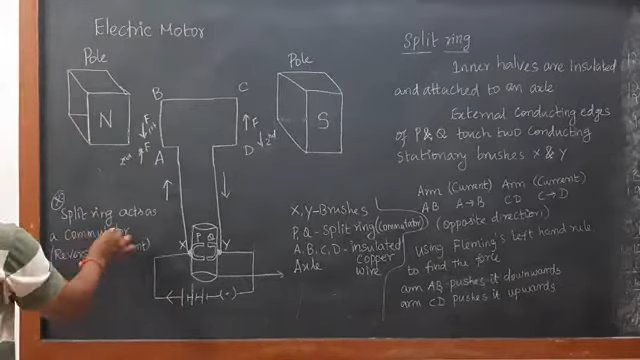 Electric Motor
Pole
N
Pole
S
B
C
A
D
F
1st
F
2nd
F
2nd
Split ring acts as
a commutator
X
Y
P
Q
X, Y - Brushes
P, Q - Split ring (commutator)
A, B, C, D - insulated
copper
wire
Axle
Split ring
Inner halves are insulated
and attached to an axle
External conducting edges
of P & Q touch two conducting
stationary brushes X & Y
Arm (Current) Arm (Current)
AB A→B CD C→D
(opposite direction)
Using Fleming's left hand rule
to find the force
arm AB pushes it downwards
arm CD pushes it upwards